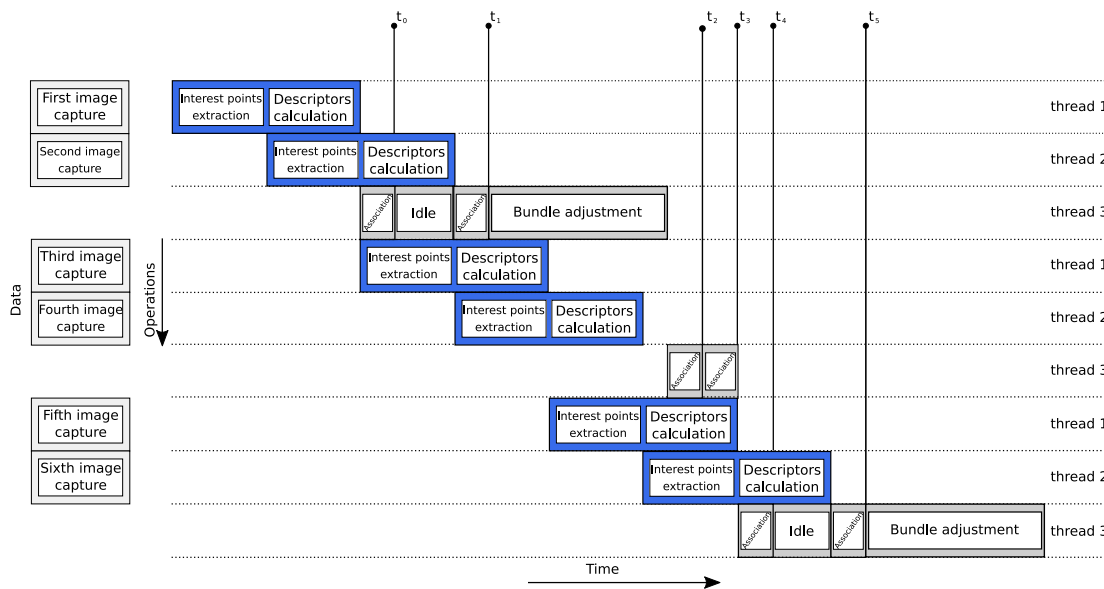 t0 t1 t2 t3 t4 t5
First image
capture
Interest points
extraction
Descriptors
calculation
thread 1
Second image
capture
Interest points
extraction
Descriptors
calculation
thread 2
Association
Idle
Association
Bundle adjustment
thread 3
Third image
capture
Interest points
extraction
Descriptors
calculation
thread 1
Data
Operations
Fourth image
capture
Interest points
extraction
Descriptors
calculation
thread 2
Association
Association
thread 3
Fifth image
capture
Interest points
extraction
Descriptors
calculation
thread 1
Sixth image
capture
Interest points
extraction
Descriptors
calculation
thread 2
Association
Idle
Association
Bundle adjustment
thread 3
Time